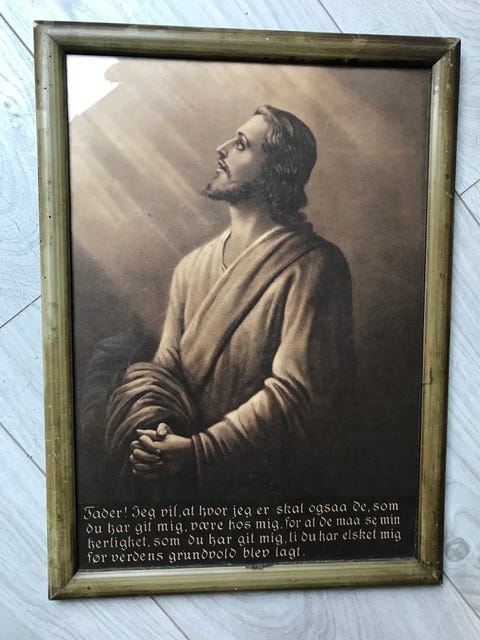 Fader! Jeg vil, at hvor jeg er skal ogsaa de, som
du har git mig, være hos mig, for at de maa se min
herlighet, som du har git mig, ti du har elsket mig
før verdens grundvold blev lagt.